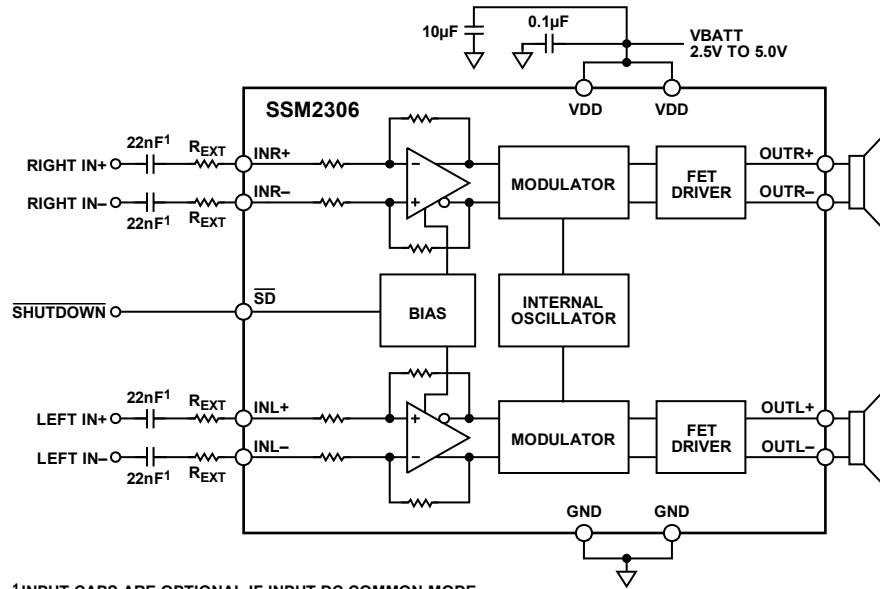 10µF
0.1µF
VBATT
2.5V TO 5.0V
VDD
VDD
SSM2306
22nF1
REXT
INR+
RIGHT IN+
OUTR+
MODULATOR
FET
DRIVER
RIGHT IN–
INR–
OUTR–
22nF1
REXT
SHUTDOWN
SD
BIAS
INTERNAL
OSCILLATOR
22nF1
REXT
INL+
LEFT IN+
OUTL+
MODULATOR
FET
DRIVER
LEFT IN–
INL–
OUTL–
22nF1
REXT
GND
GND
1INPUT CAPS ARE OPTIONAL IF INPUT DC COMMON-MODE